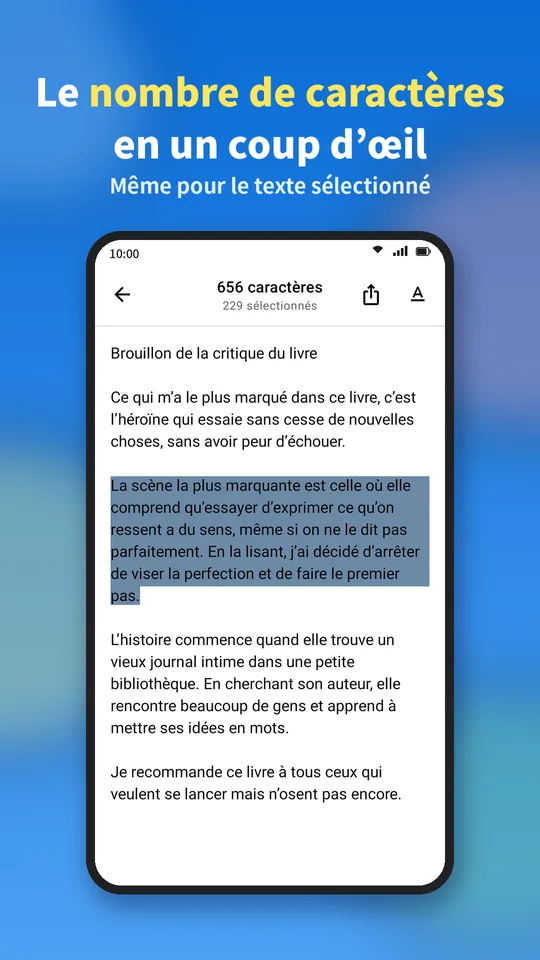 Le nombre de caractères
en un coup d’œil
Même pour le texte sélectionné
10:00
656 caractères
229 sélectionnés
A
Brouillon de la critique du livre
Ce qui m’a le plus marqué dans ce livre, c’est
l’héroïne qui essaie sans cesse de nouvelles
choses, sans avoir peur d’échouer.
La scène la plus marquante est celle où elle
comprend qu’essayer d’exprimer ce qu’on
ressent a du sens, même si on ne le dit pas
parfaitement. En la lisant, j’ai décidé d’arrêter
de viser la perfection et de faire le premier
pas.
L’histoire commence quand elle trouve un
vieux journal intime dans une petite
bibliothèque. En cherchant son auteur, elle
rencontre beaucoup de gens et apprend à
mettre ses idées en mots.
Je recommande ce livre à tous ceux qui
veulent se lancer mais n’osent pas encore.